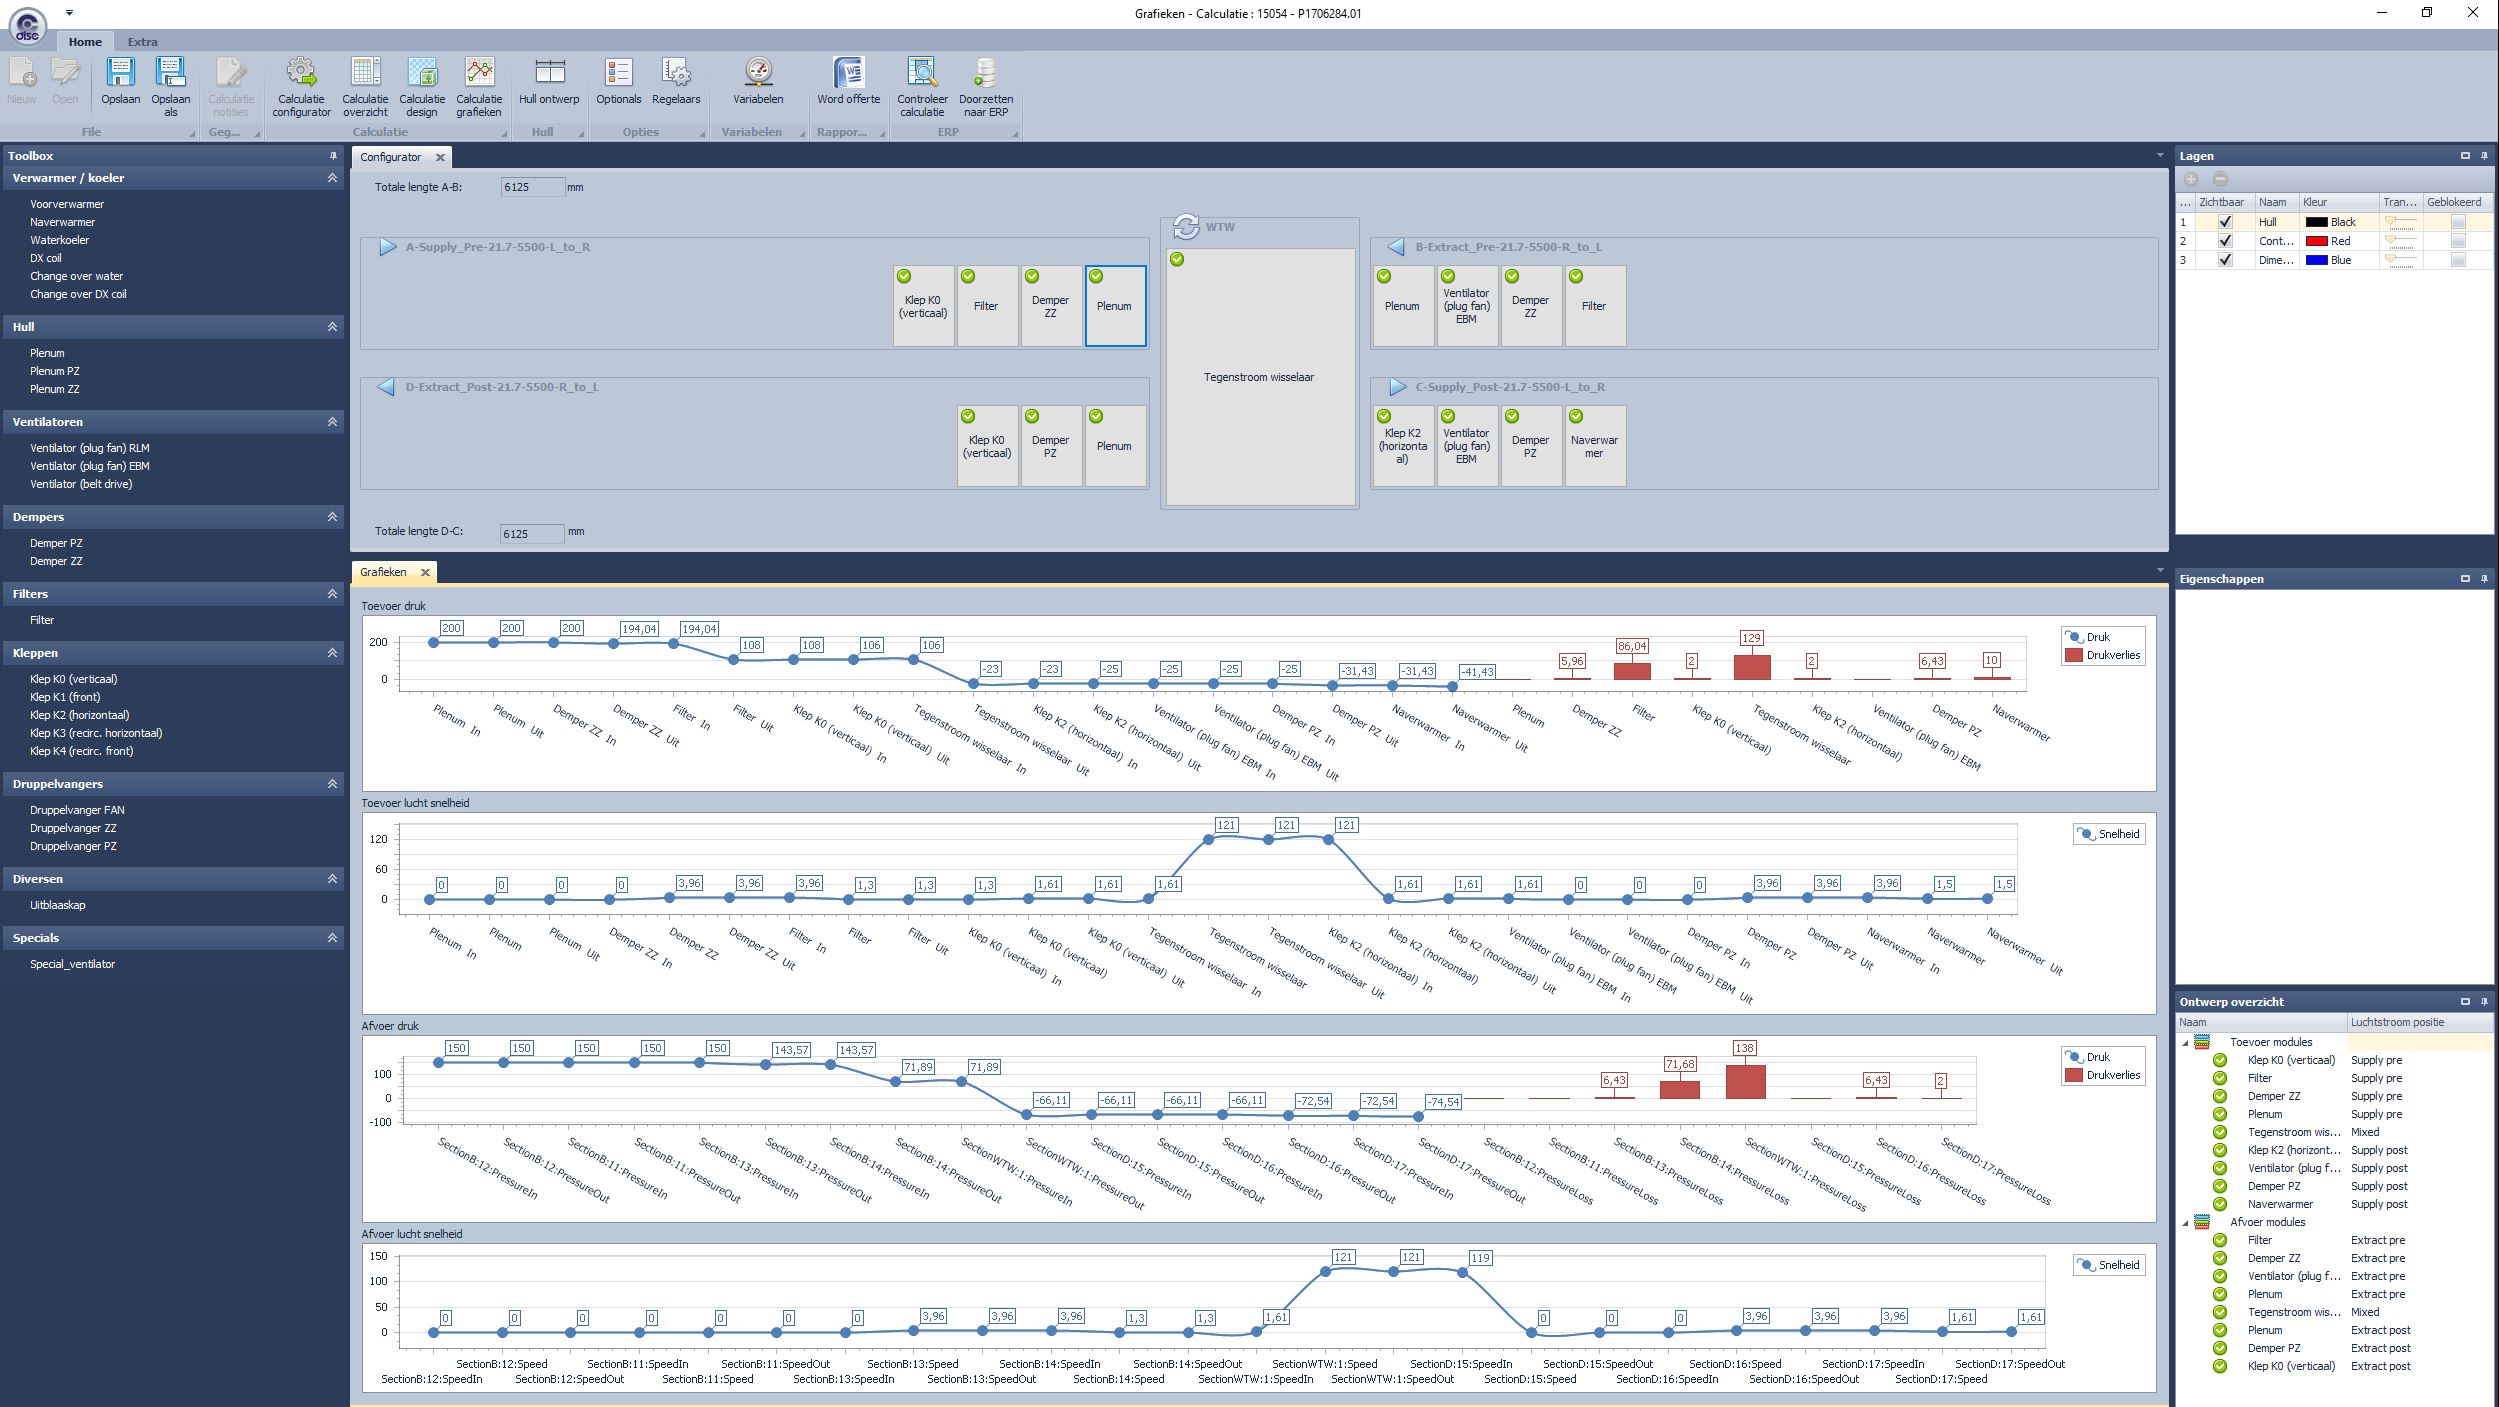 Grafieken - Calculatie : 15054 - P1706284.01
disc
Home Extra
Nieuw Open Opslaan Opslaan als Calculatie notities Calculatie configurator Calculatie overzicht Calculatie design Calculatie grafieken Hull ontwerp Optionals Regelaars Variabelen Word offerte Controleer calculatie Doorzetten naar ERP
File Geg... Calculatie Hull Opties Variabelen Rappor... ERP
Toolbox
Verwarmer / koeler
Voorverwarmer
Naverwarmer
Waterkoeler
DX coil
Change over water
Change over DX coil
Hull
Plenum
Plenum PZ
Plenum ZZ
Ventilatoren
Ventilator (plug fan) RLM
Ventilator (plug fan) EBM
Ventilator (belt drive)
Dempers
Demper PZ
Demper ZZ
Filters
Filter
Kleppen
Klep K0 (verticaal)
Klep K1 (front)
Klep K2 (horizontaal)
Klep K3 (recirc. horizontaal)
Klep K4 (recirc. front)
Druppelvangers
Druppelvanger FAN
Druppelvanger ZZ
Druppelvanger PZ
Diversen
Uitblaaskap
Specials
Special_ventilator
Configurator
Totale lengte A-B: 6125 mm
A-Supply_Pre-21.7-5500-L_to_R
Klep K0 (verticaal)
Filter
Demper ZZ
Plenum
WTW
Tegenstroom wisselaar
B-Extract_Pre-21.7-5500-R_to_L
Plenum
Ventilator (plug fan) EBM
Demper ZZ
Filter
D-Extract_Post-21.7-5500-R_to_L
Klep K0 (verticaal)
Demper PZ
Plenum
C-Supply_Post-21.7-5500-L_to_R
Klep K2 (horizonta al)
Ventilator (plug fan) EBM
Demper PZ
Naverwar mer
Totale lengte D-C: 6125 mm
Grafieken
Toevoer druk
200 0
200 200 200 194,04 194,04 108 108 106 106 -23 -23 -25 -25 -25 -25 -31,43 -31,43 -41,43 5,96 86,04 2 129 2 6,43 10
Druk
Drukverlies
Plenum In
Plenum Uit
Demper ZZ In
Demper ZZ Uit
Filter In
Filter Uit
Klep K0 (verticaal) In
Klep K0 (verticaal) Uit
Tegenstroom wisselaar In
Tegenstroom wisselaar Uit
Klep K2 (horizontaal) In
Klep K2 (horizontaal) Uit
Ventilator (plug fan) EBM In
Ventilator (plug fan) EBM Uit
Demper PZ In
Demper PZ Uit
Naverwarmer In
Naverwarmer Uit
Plenum
Demper ZZ
Filter
Klep K0 (verticaal)
Tegenstroom wisselaar
Klep K2 (horizontaal)
Ventilator (plug fan) EBM
Demper PZ
Naverwarmer
Toevoer lucht snelheid
120 60 0
0 0 0 0 3,96 3,96 3,96 1,3 1,3 1,3 1,61 1,61 1,61 121 121 121 1,61 1,61 1,61 0 0 0 3,96 3,96 3,96 1,5 1,5
Snelheid
Plenum In
Plenum
Plenum Uit
Demper ZZ In
Demper ZZ
Demper ZZ Uit
Filter In
Filter
Filter Uit
Klep K0 (verticaal) In
Klep K0 (verticaal)
Klep K0 (verticaal) Uit
Tegenstroom wisselaar In
Tegenstroom wisselaar
Tegenstroom wisselaar Uit
Klep K2 (horizontaal) In
Klep K2 (horizontaal)
Klep K2 (horizontaal) Uit
Ventilator (plug fan) EBM In
Ventilator (plug fan) EBM
Ventilator (plug fan) EBM Uit
Demper PZ In
Demper PZ
Demper PZ Uit
Naverwarmer In
Naverwarmer
Naverwarmer Uit
Afvoer druk
100 0 -100
150 150 150 150 150 143,57 143,57 71,89 71,89 -66,11 -66,11 -66,11 -66,11 -72,54 -72,54 -74,54 6,43 71,68 138 6,43 2
Druk
Drukverlies
SectionB:12:PressureIn
SectionB:12:PressureOut
SectionB:11:PressureIn
SectionB:11:PressureOut
SectionB:13:PressureIn
SectionB:13:PressureOut
SectionB:14:PressureIn
SectionB:14:PressureOut
SectionWTW:1:PressureIn
SectionWTW:1:PressureOut
SectionD:15:PressureIn
SectionD:15:PressureOut
SectionD:16:PressureIn
SectionD:16:PressureOut
SectionD:17:PressureIn
SectionD:17:PressureOut
SectionB:12:PressureLoss
SectionB:11:PressureLoss
SectionB:13:PressureLoss
SectionB:14:PressureLoss
SectionWTW:1:PressureLoss
SectionD:15:PressureLoss
SectionD:16:PressureLoss
SectionD:17:PressureLoss
Afvoer lucht snelheid
150 100 50 0
0 0 0 0 0 0 0 3,96 3,96 3,96 1,3 1,3 1,61 121 121 119 0 0 0 3,96 3,96 3,96 1,61 1,61
Snelheid
SectionB:12:Speed SectionB:11:SpeedIn SectionB:11:SpeedOut SectionB:13:Speed SectionB:14:SpeedIn SectionB:14:SpeedOut SectionWTW:1:Speed SectionD:15:SpeedIn SectionD:15:SpeedOut SectionD:16:Speed SectionD:17:SpeedIn SectionD:17:SpeedOut
SectionB:12:SpeedIn SectionB:12:SpeedOut SectionB:11:Speed SectionB:13:SpeedIn SectionB:13:SpeedOut SectionB:14:Speed SectionWTW:1:SpeedIn SectionWTW:1:SpeedOut SectionD:15:Speed SectionD:16:SpeedIn SectionD:16:SpeedOut SectionD:17:Speed
Lagen
... Zichtbaar Naam Kleur Tran... Geblokeerd
1 Hull Black
2 Cont... Red
3 Dime... Blue
Eigenschappen
Ontwerp overzicht
Naam Luchtstroom positie
Toevoer modules
Klep K0 (verticaal) Supply pre
Filter Supply pre
Demper ZZ Supply pre
Plenum Supply pre
Tegenstroom wis... Mixed
Klep K2 (horizont... Supply post
Ventilator (plug f... Supply post
Demper PZ Supply post
Naverwarmer Supply post
Afvoer modules
Filter Extract pre
Demper ZZ Extract pre
Ventilator (plug f... Extract pre
Plenum Extract pre
Tegenstroom wis... Mixed
Plenum Extract post
Demper PZ Extract post
Klep K0 (verticaal) Extract post